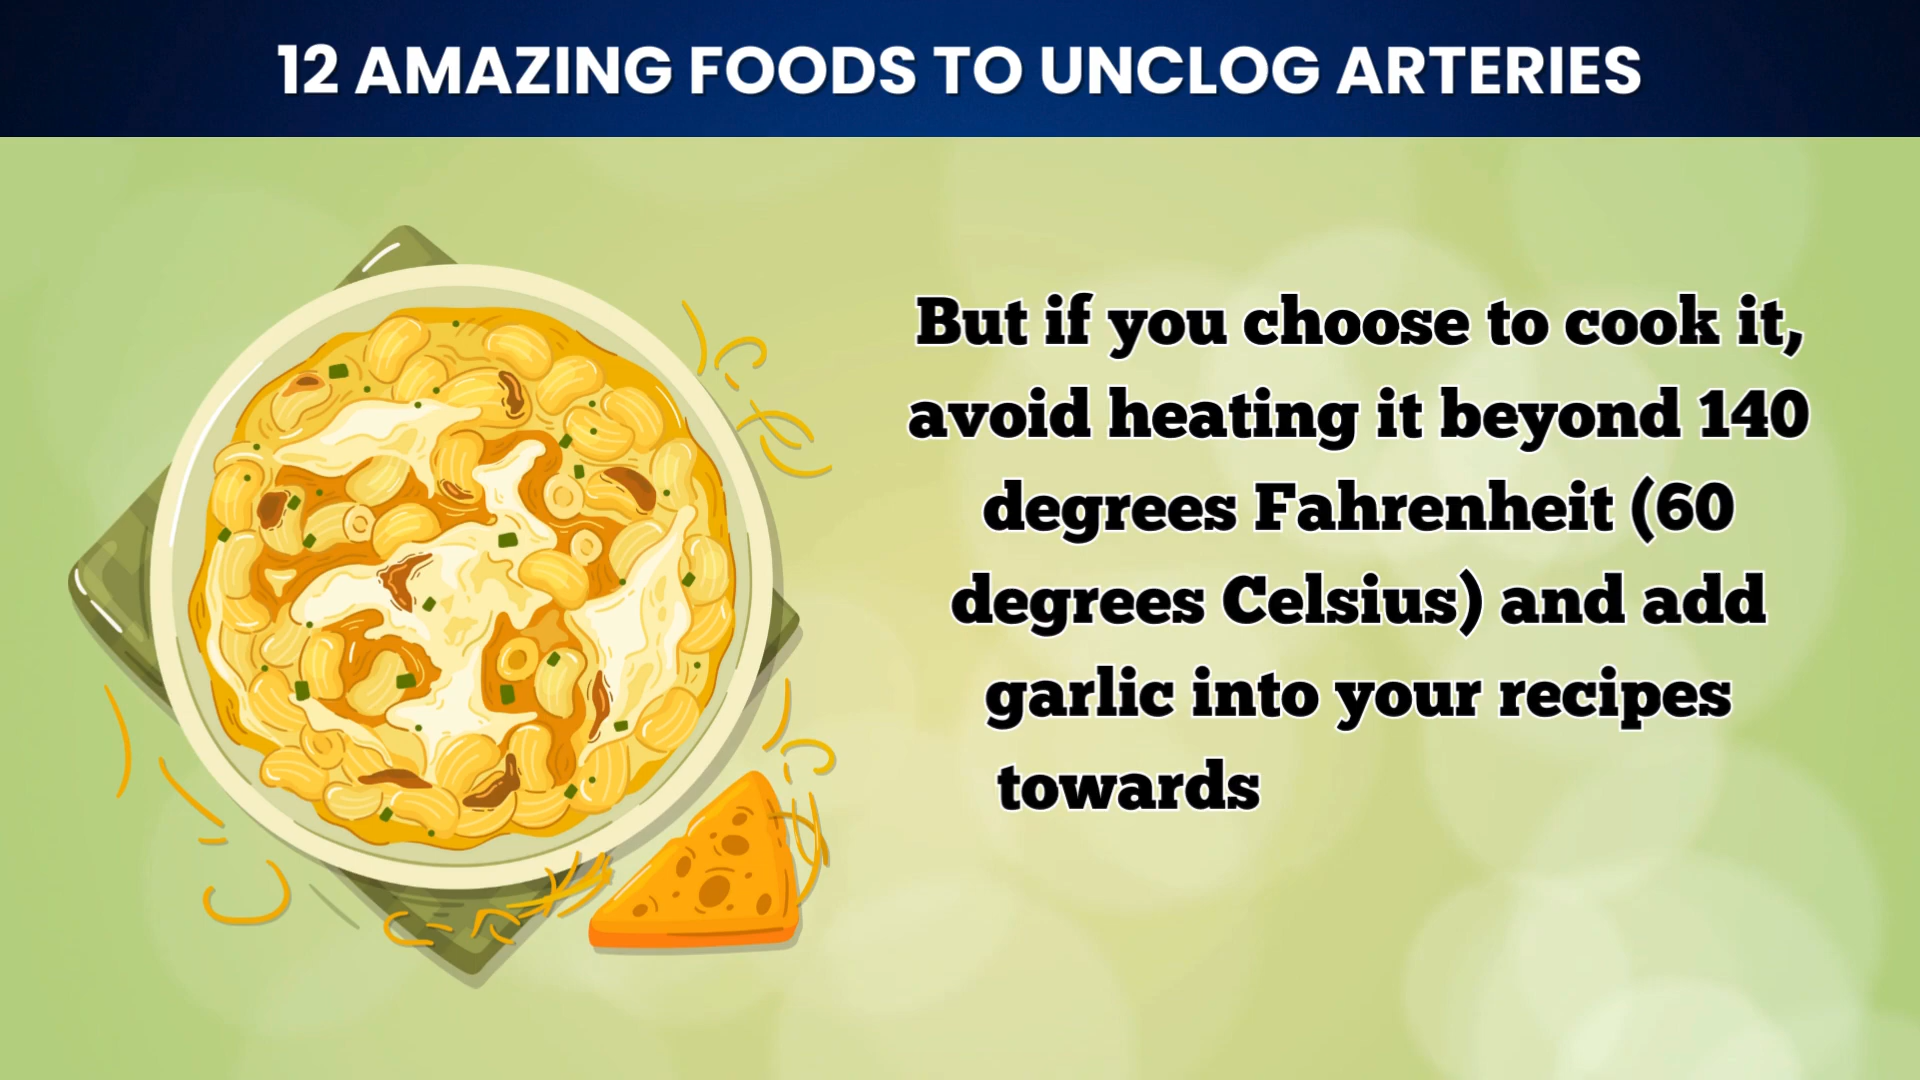 12 AMAZING FOODS TO UNCLOG ARTERIES
But if you choose to cook it,
avoid heating it beyond 140
degrees Fahrenheit (60
degrees Celsius) and add
garlic into your recipes
towards